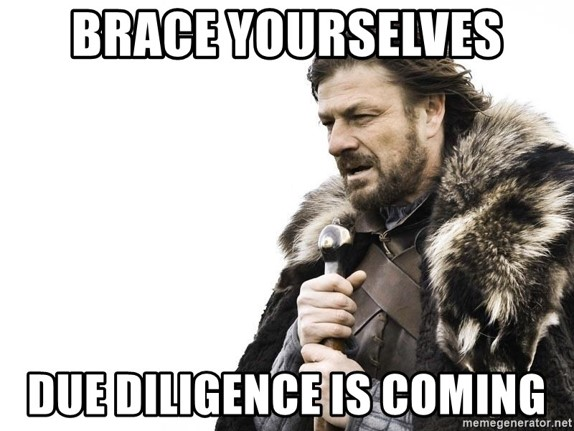 BRACE YOURSELVES
DUE DILIGENCE IS COMING
memegenerator.net